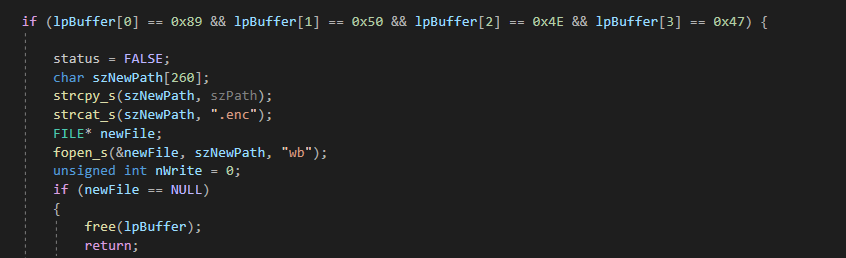 if (lpBuffer[0] == 0x89 && lpBuffer[1] == 0x50 && lpBuffer[2] == 0x4E && lpBuffer[3] == 0x47) {
status = FALSE;
char szNewPath[260];
strcpy_s(szNewPath, szPath);
strcat_s(szNewPath, ".enc");
FILE* newFile;
fopen_s(&newFile, szNewPath, "wb");
unsigned int nWrite = 0;
if (newFile == NULL)
{
free(lpBuffer);
return;